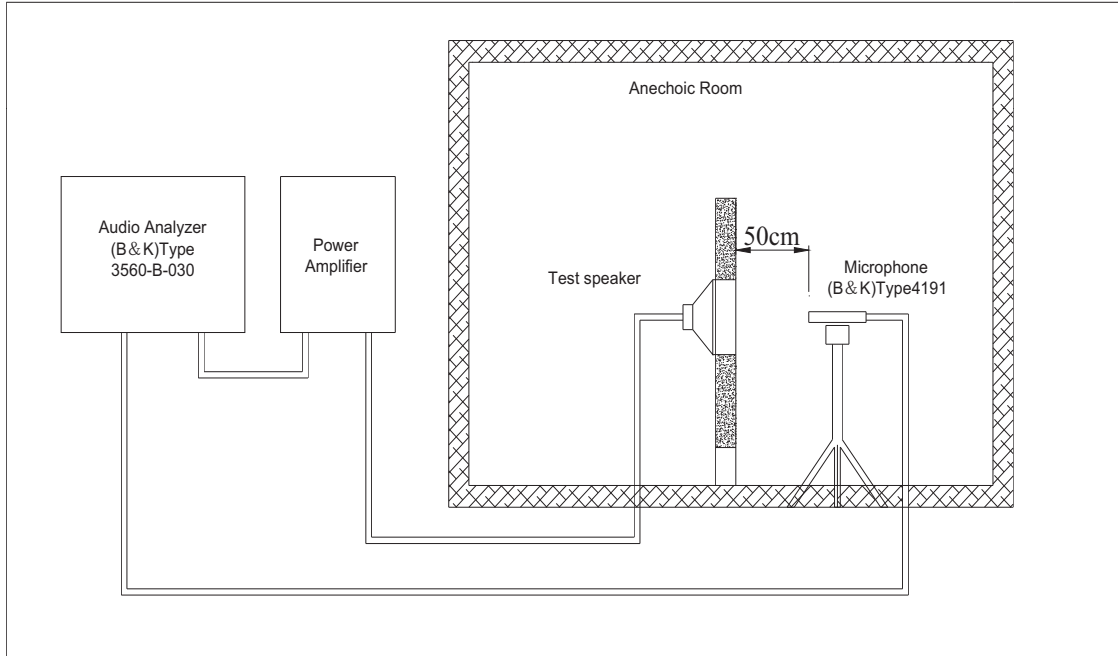 Anechoic Room
Audio Analyzer
(B&K)Type
3560-B-030
Power
Amplifier
Test speaker
50cm
Microphone
(B&K)Type4191